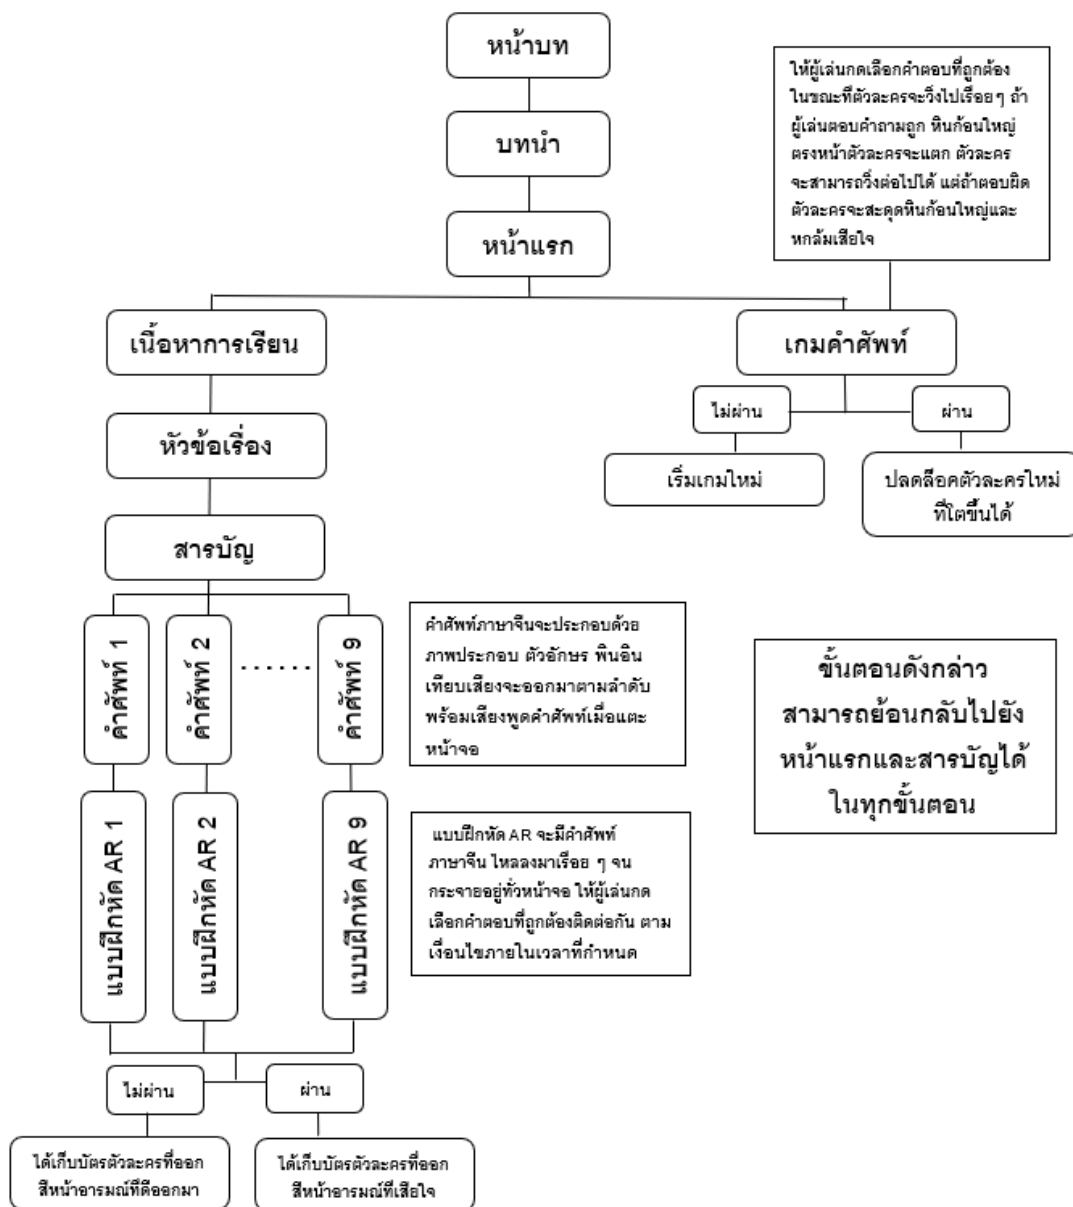 หน้าบท
บทนำ
หน้าแรก
ให้ผู้เล่นกดเลือกคำตอบที่ถูกต้อง
ในขณะที่ตัวละครจะวิ่งไปเรื่อยๆ ถ้า
ผู้เล่นตอบคำถามถูก หินก้อนใหญ่
ตรงหน้าตัวละครจะแตก ตัวละคร
จะสามารถวิ่งต่อไปได้ แต่ถ้าตอบผิด
ตัวละครจะสะดุดหินก้อนใหญ่และ
หกล้มเสียใจ
เนื้อหาการเรียน
เกมคำศัพท์
ไม่ผ่าน
ผ่าน
หัวข้อเรื่อง
เริ่มเกมใหม่
ปลดล็อคตัวละครใหม่
ที่โตขึ้นได้
สารบัญ
คำศัพท์ 1
คำศัพท์ 2
.......
คำศัพท์ 9
คำศัพท์ภาษาจีนจะประกอบด้วย
ภาพประกอบ ตัวอักษร พินอิน
เทียบเสียงจะออกมาตามลำดับ
พร้อมเสียงพูดคำศัพท์เมื่อแตะ
หน้าจอ
ขั้นตอนดังกล่าว
สามารถย้อนกลับไปยัง
หน้าแรกและสารบัญได้
ในทุกขั้นตอน
แบบฝึกหัด AR 1
แบบฝึกหัด AR 2
แบบฝึกหัด AR 9
แบบฝึกหัด AR จะมีคำศัพท์
ภาษาจีน ไหลลงมาเรื่อย ๆ จน
กระจายอยู่ทั่วหน้าจอ ให้ผู้เล่นกด
เลือกคำตอบที่ถูกต้องติดต่อกัน ตาม
เงื่อนไขภายในเวลาที่กำหนด
ไม่ผ่าน
ผ่าน
ได้เก็บบัตรตัวละครที่ออก
สีหน้าอารมณ์ที่ดีออกมา
ได้เก็บบัตรตัวละครที่ออก
สีหน้าอารมณ์ที่เสียใจ